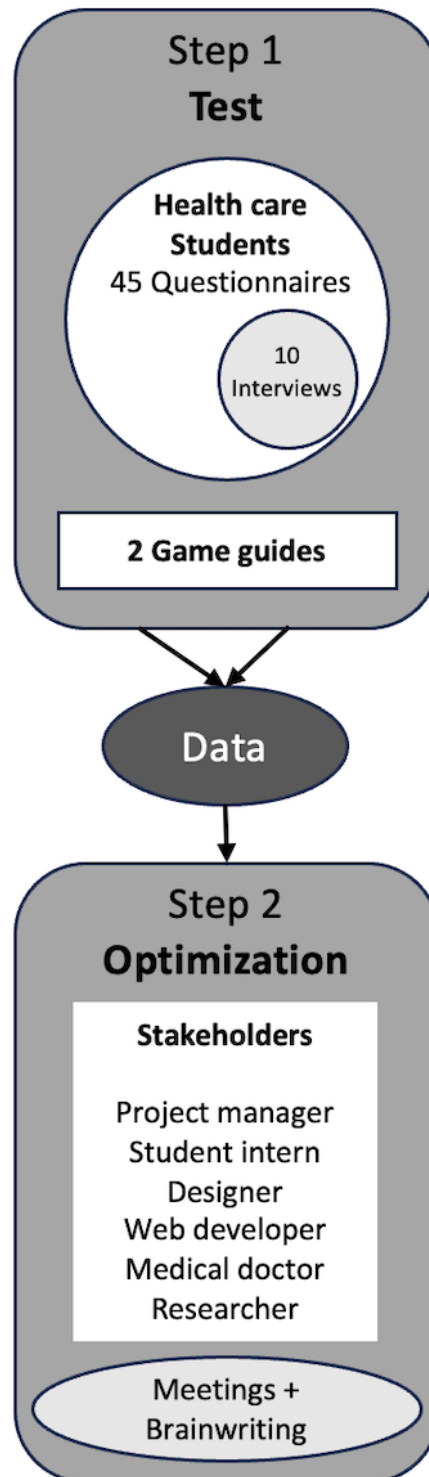 Step 1
Test
Health care
Students
45 Questionnaires
10
Interviews
2 Game guides
Data
Step 2
Optimization
Stakeholders
Project manager
Student intern
Designer
Web developer
Medical doctor
Researcher
Meetings +
Brainwriting